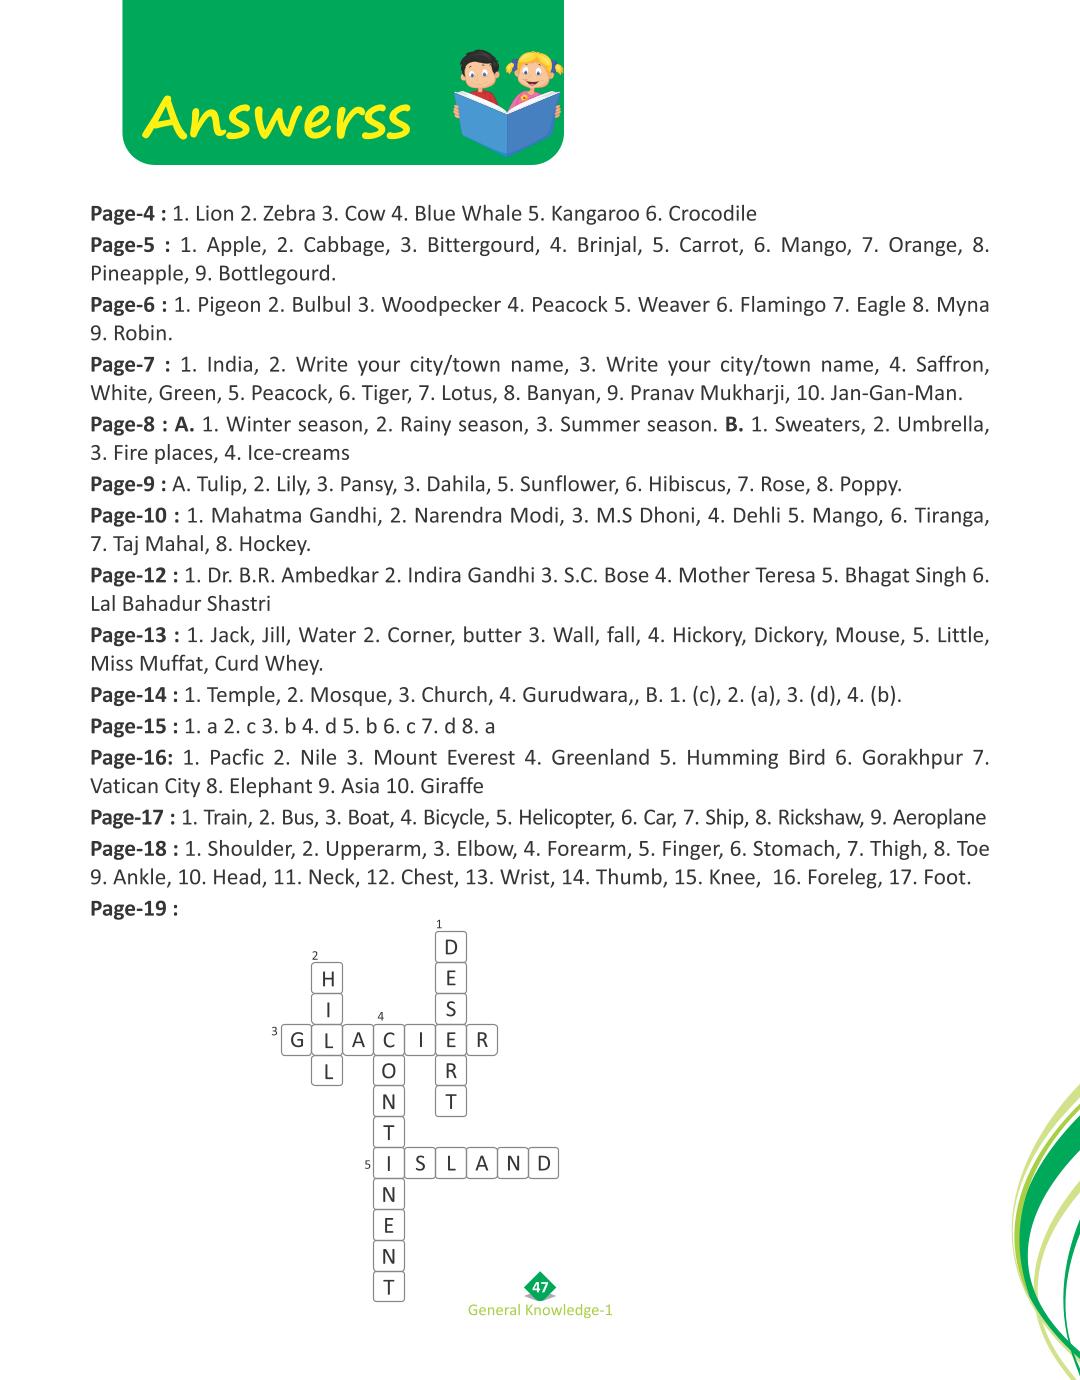 Answerss
Page-4 : 1. Lion 2. Zebra 3. Cow 4. Blue Whale 5. Kangaroo 6. Crocodile
Page-5 : 1. Apple, 2. Cabbage, 3. Bittergourd, 4. Brinjal, 5. Carrot, 6. Mango, 7. Orange, 8.
Pineapple, 9. Bottlegourd.
Page-6 : 1. Pigeon 2. Bulbul 3. Woodpecker 4. Peacock 5. Weaver 6. Flamingo 7. Eagle 8. Myna
9. Robin.
Page-7 : 1. India, 2. Write your city/town name, 3. Write your city/town name, 4. Saffron,
White, Green, 5. Peacock, 6. Tiger, 7. Lotus, 8. Banyan, 9. Pranav Mukharji, 10. Jan-Gan-Man.
Page-8 : A. 1. Winter season, 2. Rainy season, 3. Summer season. B. 1. Sweaters, 2. Umbrella,
3. Fire places, 4. Ice-creams
Page-9 : A. Tulip, 2. Lily, 3. Pansy, 3. Dahila, 5. Sunflower, 6. Hibiscus, 7. Rose, 8. Poppy.
Page-10 : 1. Mahatma Gandhi, 2. Narendra Modi, 3. M.S Dhoni, 4. Dehli 5. Mango, 6. Tiranga,
7. Taj Mahal, 8. Hockey.
Page-12 : 1. Dr. B.R. Ambedkar 2. Indira Gandhi 3. S.C. Bose 4. Mother Teresa 5. Bhagat Singh 6.
Lal Bahadur Shastri
Page-13 : 1. Jack, Jill, Water 2. Corner, butter 3. Wall, fall, 4. Hickory, Dickory, Mouse, 5. Little,
Miss Muffat, Curd Whey.
Page-14 : 1. Temple, 2. Mosque, 3. Church, 4. Gurudwara,, B. 1. (c), 2. (a), 3. (d), 4. (b).
Page-15 : 1. a 2. c 3. b 4. d 5. b 6. c 7. d 8. a
Page-16: 1. Pacfic 2. Nile 3. Mount Everest 4. Greenland 5. Humming Bird 6. Gorakhpur 7.
Vatican City 8. Elephant 9. Asia 10. Giraffe
Page-17 : 1. Train, 2. Bus, 3. Boat, 4. Bicycle, 5. Helicopter, 6. Car, 7. Ship, 8. Rickshaw, 9. Aeroplane
Page-18 : 1. Shoulder, 2. Upperarm, 3. Elbow, 4. Forearm, 5. Finger, 6. Stomach, 7. Thigh, 8. Toe
9. Ankle, 10. Head, 11. Neck, 12. Chest, 13. Wrist, 14. Thumb, 15. Knee, 16. Foreleg, 17. Foot.
Page-19 :
1
D
2
H E
I S
4
3 G L A C I E R
L O R
N T
T
5 I S L A N D
N
E
N
T
47
General Knowledge-1